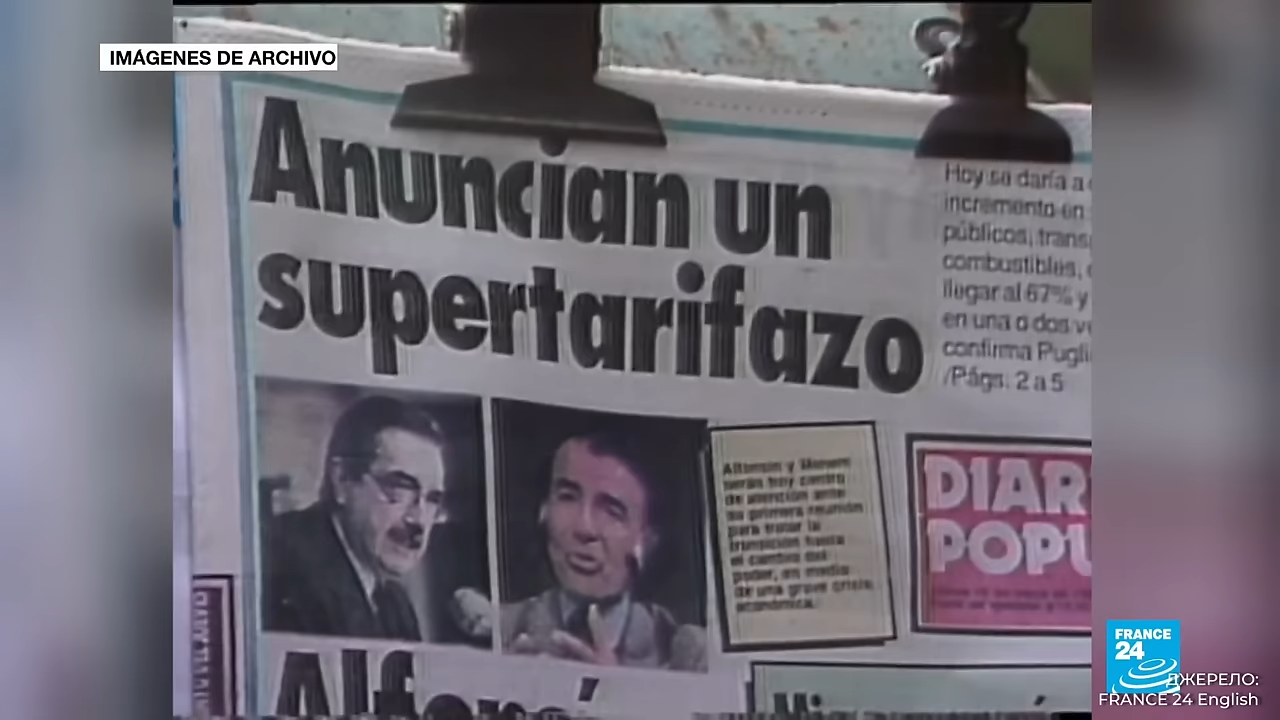 IMÁGENES DE ARCHIVO
Anuncian un
supertarifazo
Hoy se daría a
incremento en
públicos, trans
combustibles,
llegar al 67% y
en una o dos v
confirma Pugli
/Págs. 2 a 5
Alfonsín y Menem
serán hoy centro
de atención ante
su primera reunión
para tratar la
transición hasta
el cambio del
poder, en medio
de una grave crisis
económica.
DIAR
POPU
Alfons
FRANCE
24
ДЖЕРЕЛО:
FRANCE 24 English